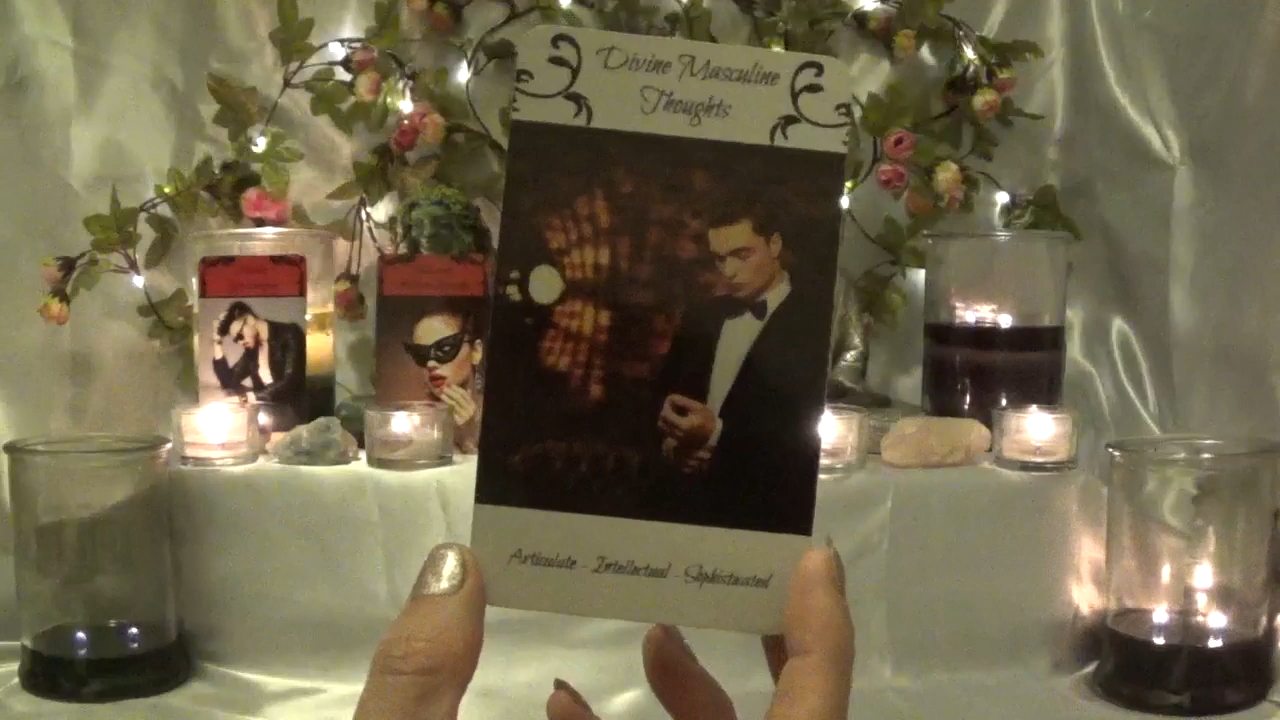 Divine Masculine
Thoughts
Articulate - Intellectual - Sophisticated